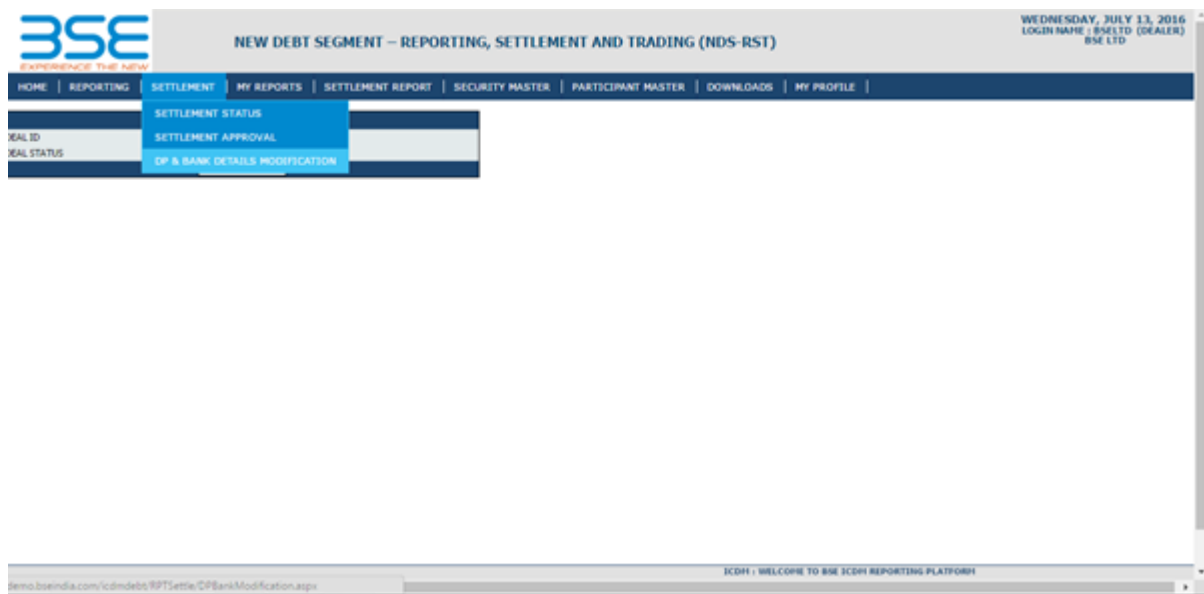 BSE
EXPERIENCE THE NEW
NEW DEBT SEGMENT – REPORTING, SETTLEMENT AND TRADING (NDS-RST)
WEDNESDAY, JULY 13, 2016
LOGIN NAME : BSELTD (DEALER)
BSE LTD
HOME | REPORTING | SETTLEMENT | MY REPORTS | SETTLEMENT REPORT | SECURITY MASTER | PARTICIPANT MASTER | DOWNLOADS | MY PROFILE |
SETTLEMENT STATUS
SETTLEMENT APPROVAL
DP & BANK DETAILS MODIFICATION
DEAL ID
DEAL STATUS
ICDM : WELCOME TO BSE ICDM REPORTING PLATFORM
demo.bseindia.com/icdmdebt/RPTSettle/DPBankModification.aspx